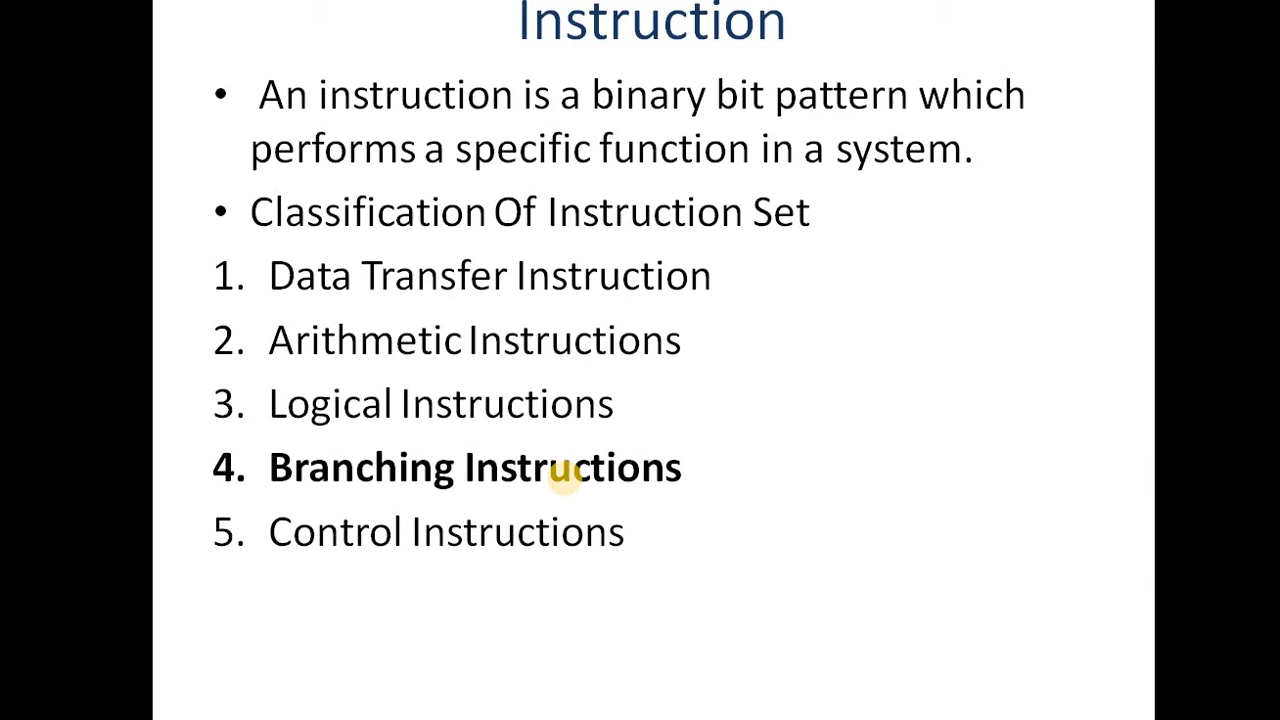 Instruction
• An instruction is a binary bit pattern which
performs a specific function in a system.
• Classification Of Instruction Set
1. Data Transfer Instruction
2. Arithmetic Instructions
3. Logical Instructions
4. Branching Instructions
5. Control Instructions